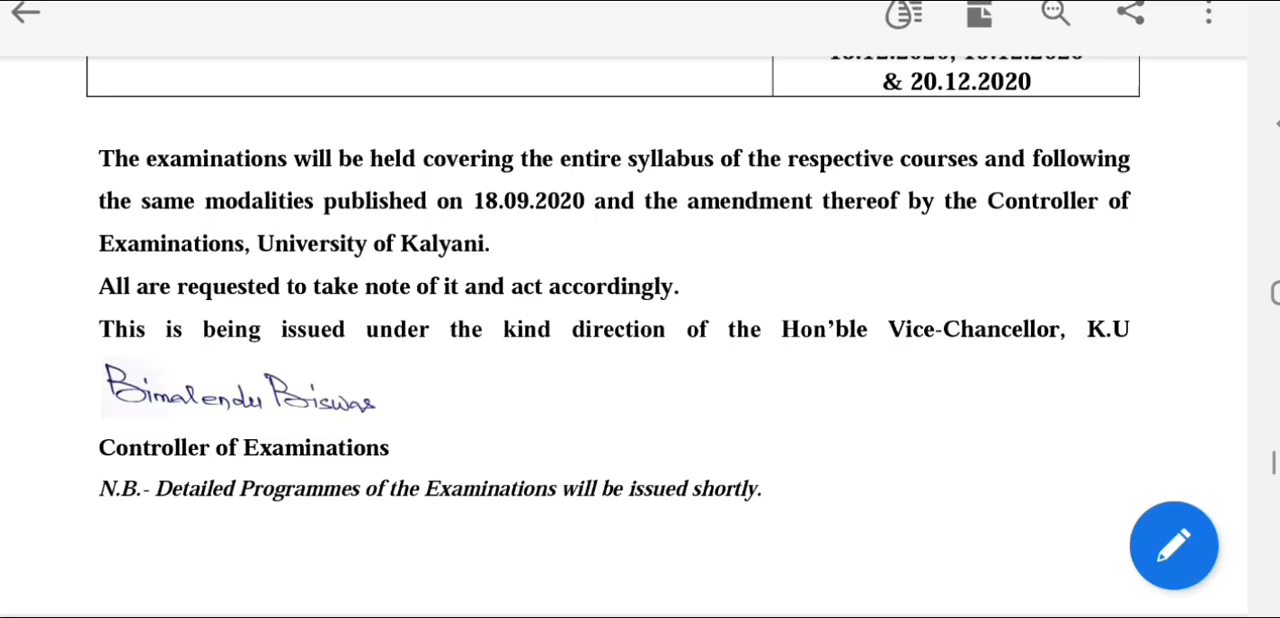 & 20.12.2020
The examinations will be held covering the entire syllabus of the respective courses and following
the same modalities published on 18.09.2020 and the amendment thereof by the Controller of
Examinations, University of Kalyani.
All are requested to take note of it and act accordingly.
This is being issued under the kind direction of the Hon’ble Vice-Chancellor, K.U
Bimalendu Biswas
Controller of Examinations
N.B.- Detailed Programmes of the Examinations will be issued shortly.